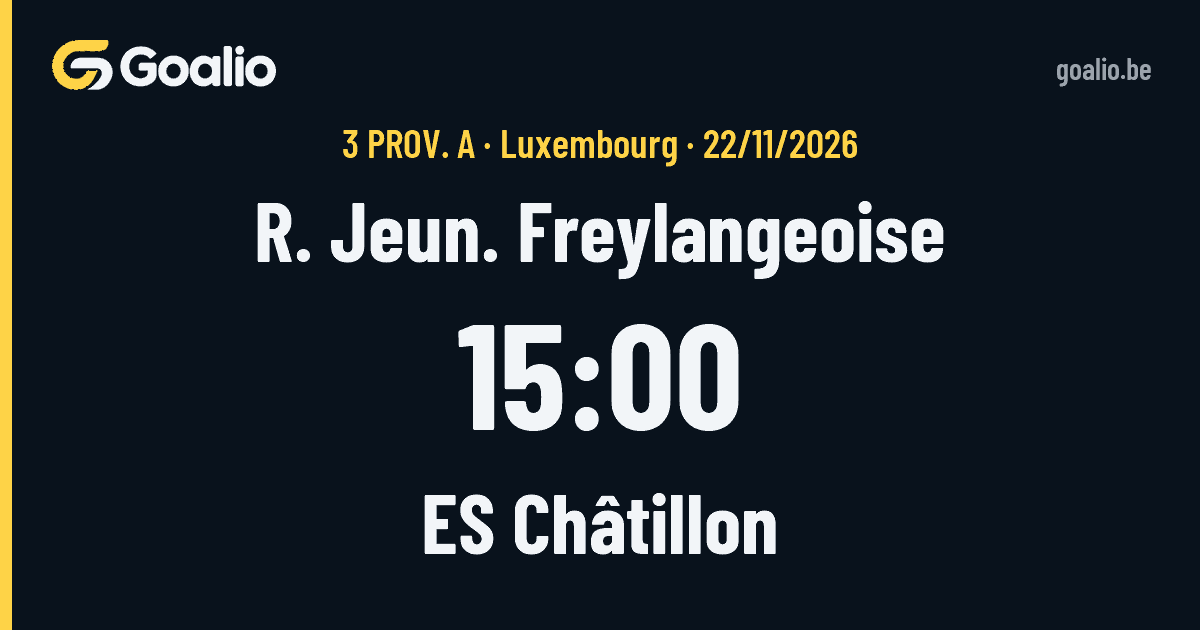 Goalio
goalio.be
3 PROV. A · Luxembourg · 22/11/2026
R. Jeun. Freylangeoise
15:00
ES Châtillon